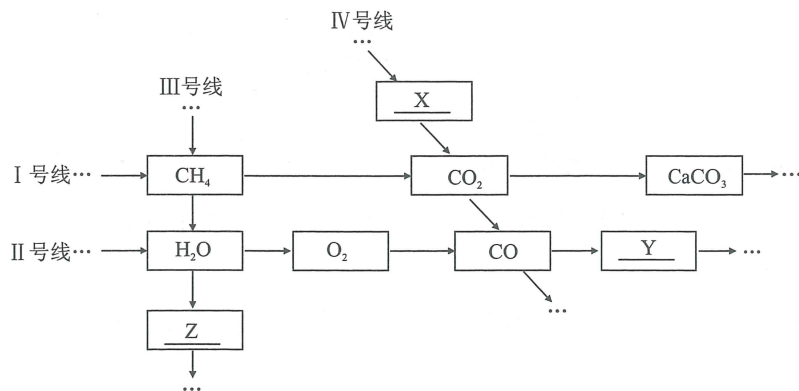 Ⅳ号线
…
Ⅲ号线
…
X
Ⅰ号线…
CH₄
CO₂
CaCO₃
…
Ⅱ号线…
H₂O
O₂
CO
Y
…
…
Z
…